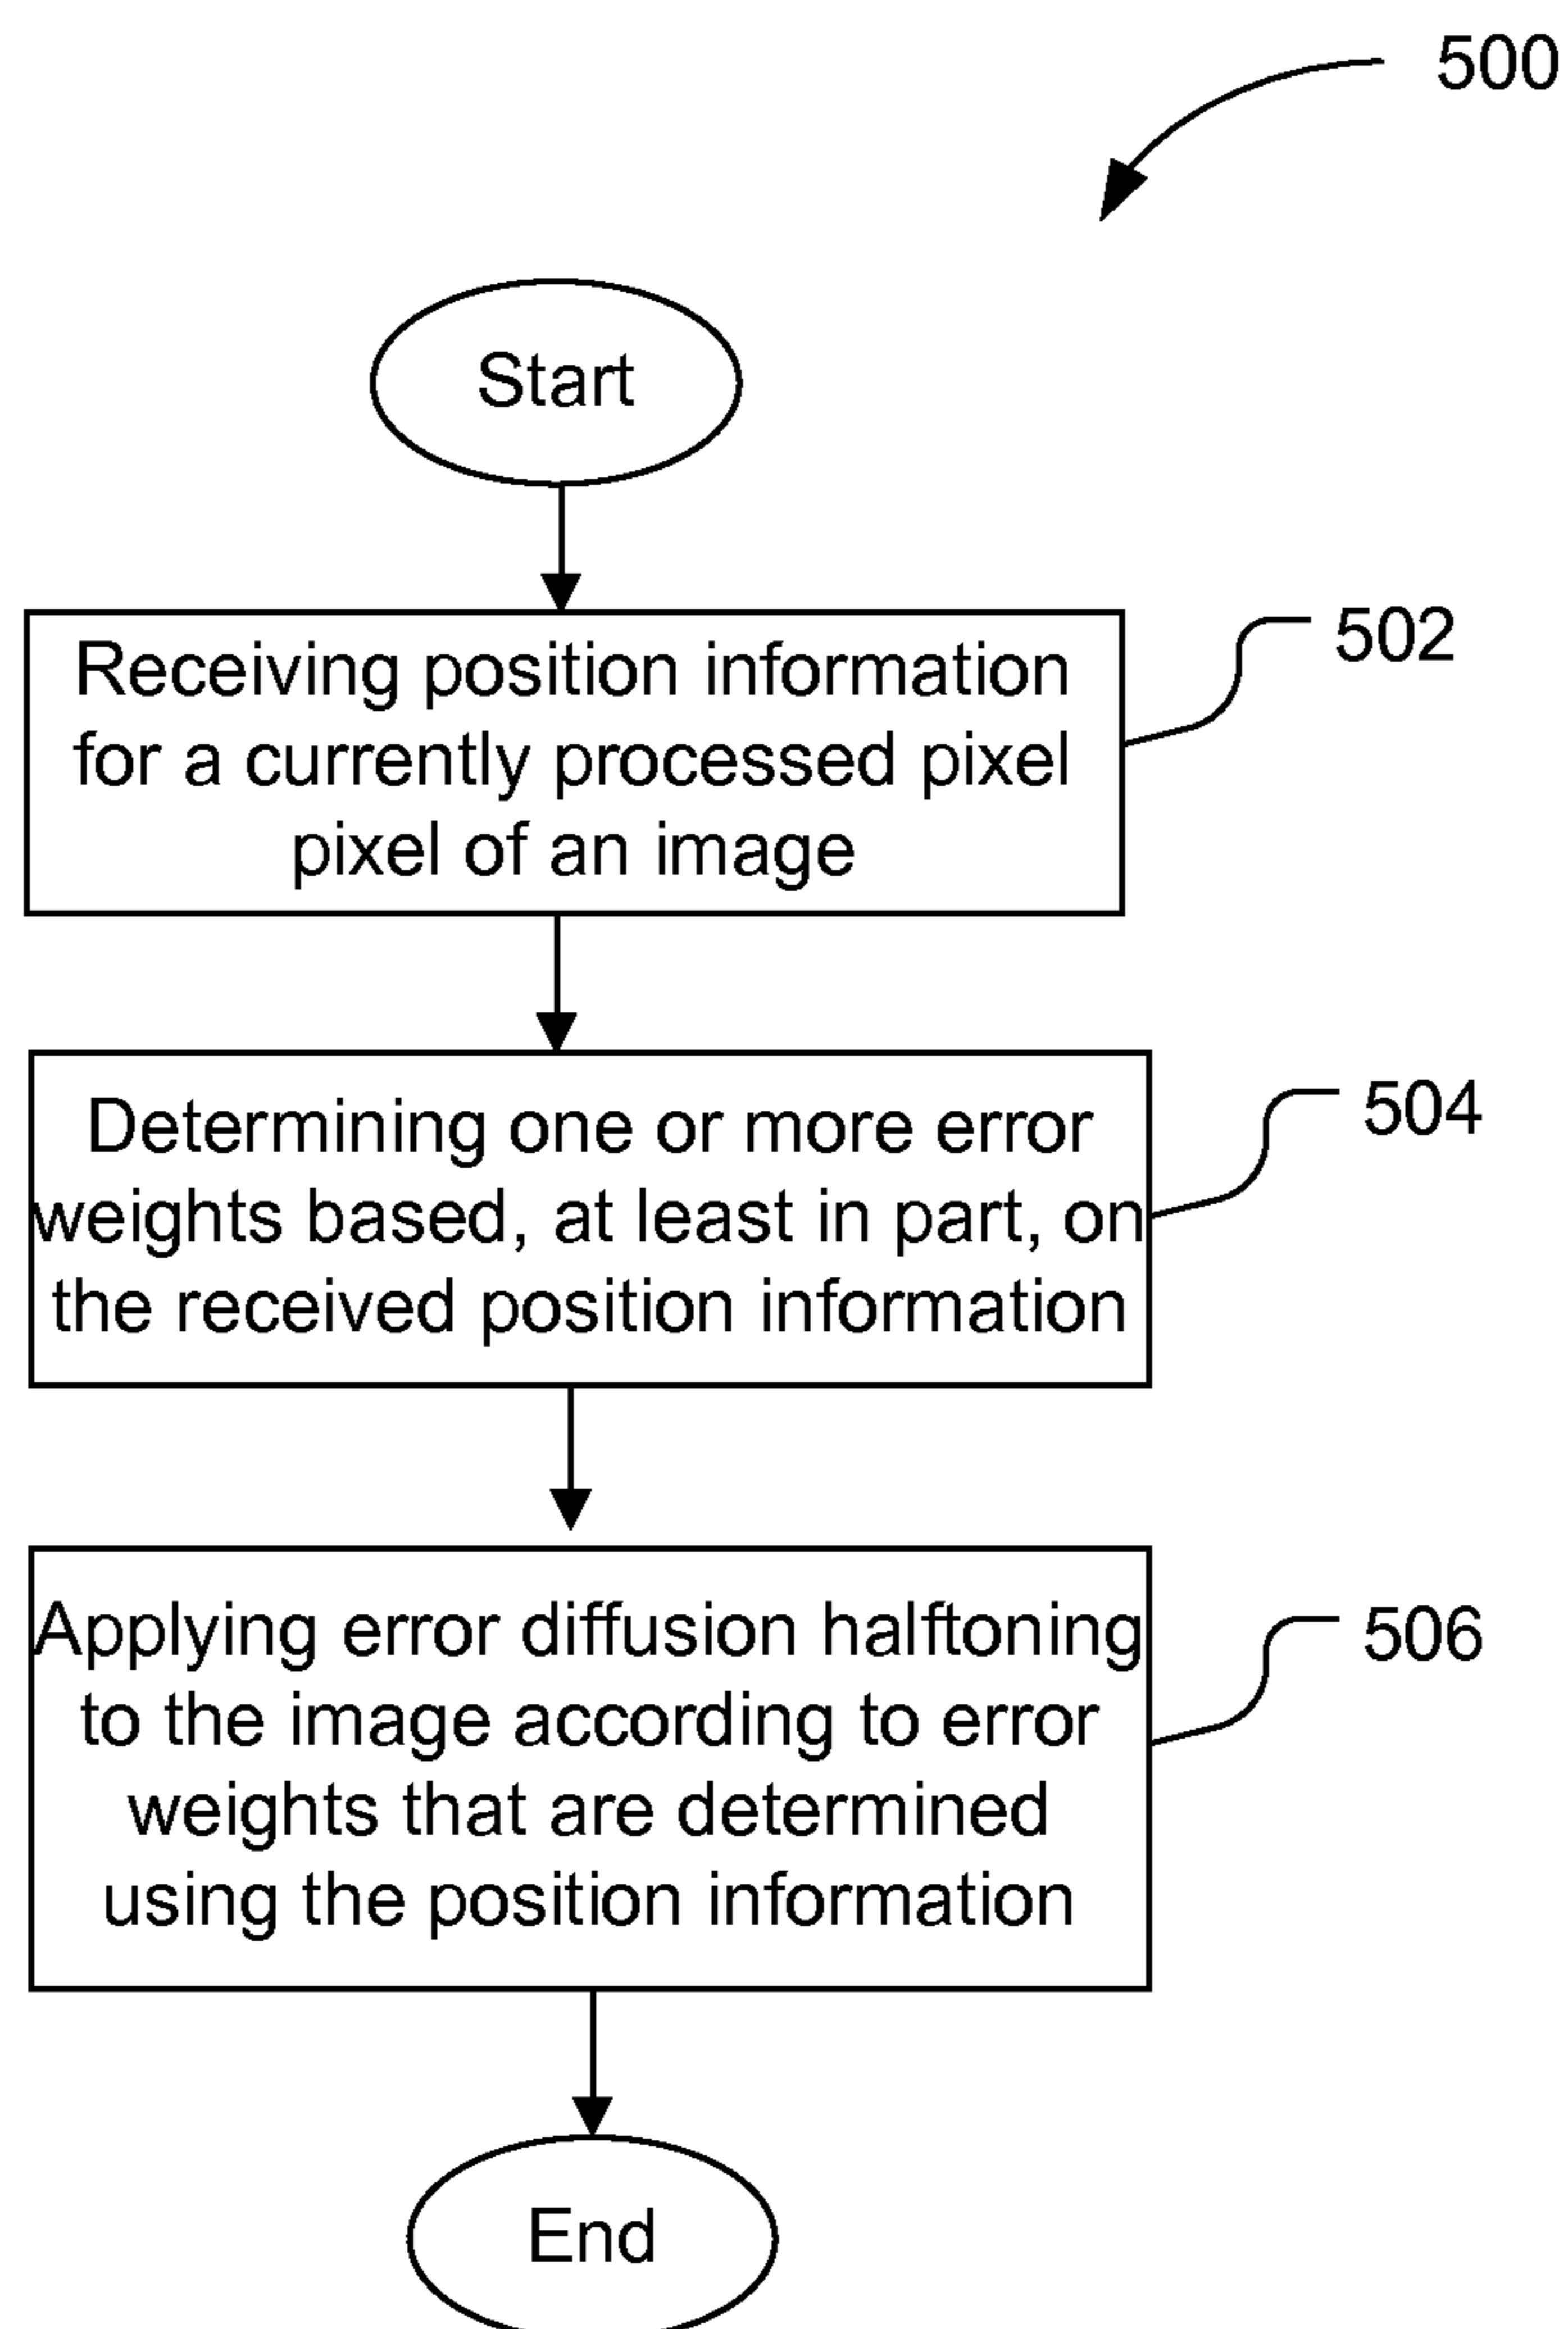 500
Start
Receiving position information
for a currently processed pixel
pixel of an image
502
Determining one or more error
weights based, at least in part, on
the received position information
504
Applying error diffusion halftoning
to the image according to error
weights that are determined
using the position information
506
End